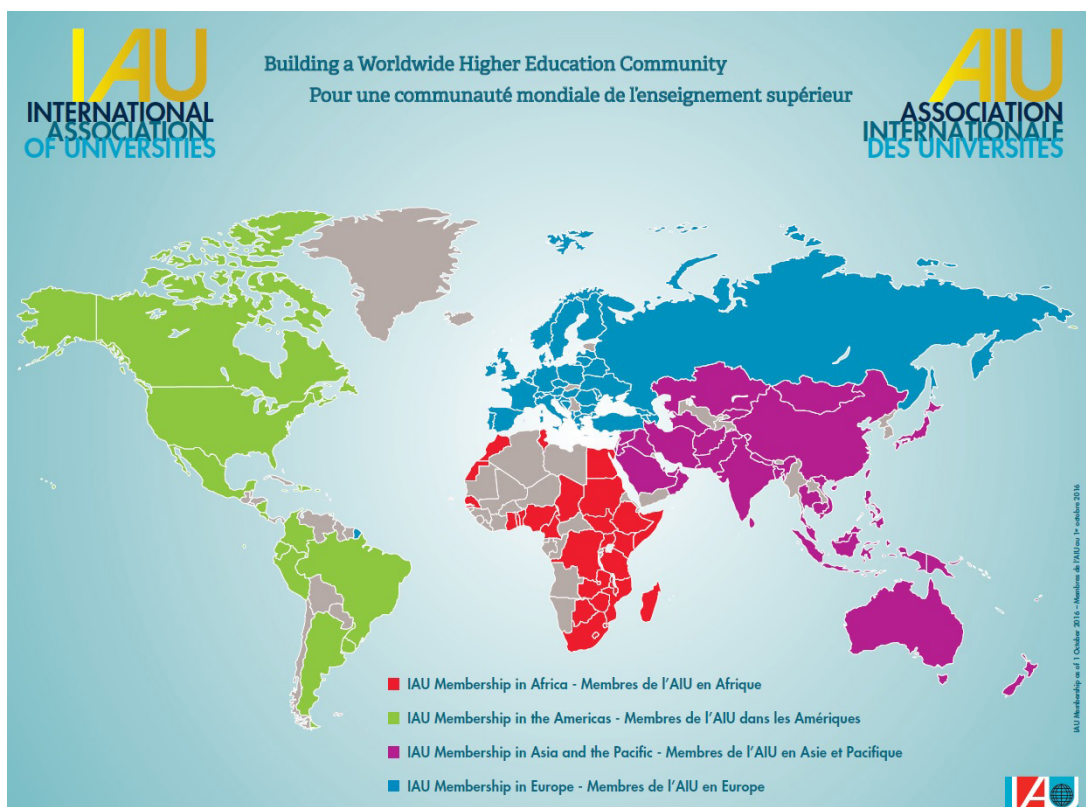 IAU
INTERNATIONAL
ASSOCIATION
OF UNIVERSITIES
Building a Worldwide Higher Education Community
Pour une communauté mondiale de l'enseignement supérieur
AIU
ASSOCIATION
INTERNATIONALE
DES UNIVERSITES
IAU Membership in Africa - Membres de l'AIU en Afrique
IAU Membership in the Americas - Membres de l'AIU dans les Amériques
IAU Membership in Asia and the Pacific - Membres de l'AIU en Asie et Pacifique
IAU Membership in Europe - Membres de l'AIU en Europe
IAU Membership as of 1 October 2016 – Membres de l'AIU au 1er octobre 2016
IAU